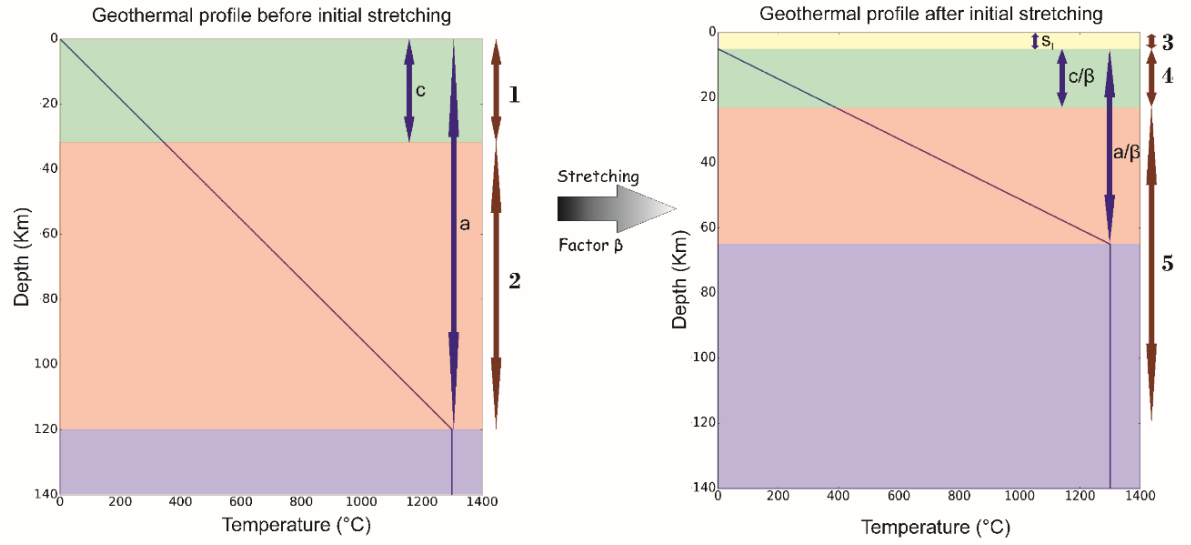 Geothermal profile before initial stretching
0
20
40
60
80
100
120
140
Depth (Km)
0
200
400
600
800
1000
1200
1400
Temperature (°C)
c
a
1
2
Stretching
Factor β
Geothermal profile after initial stretching
0
20
40
60
80
100
120
140
Depth (Km)
0
200
400
600
800
1000
1200
1400
Temperature (°C)
S_I
c/β
a/β
3
4
5